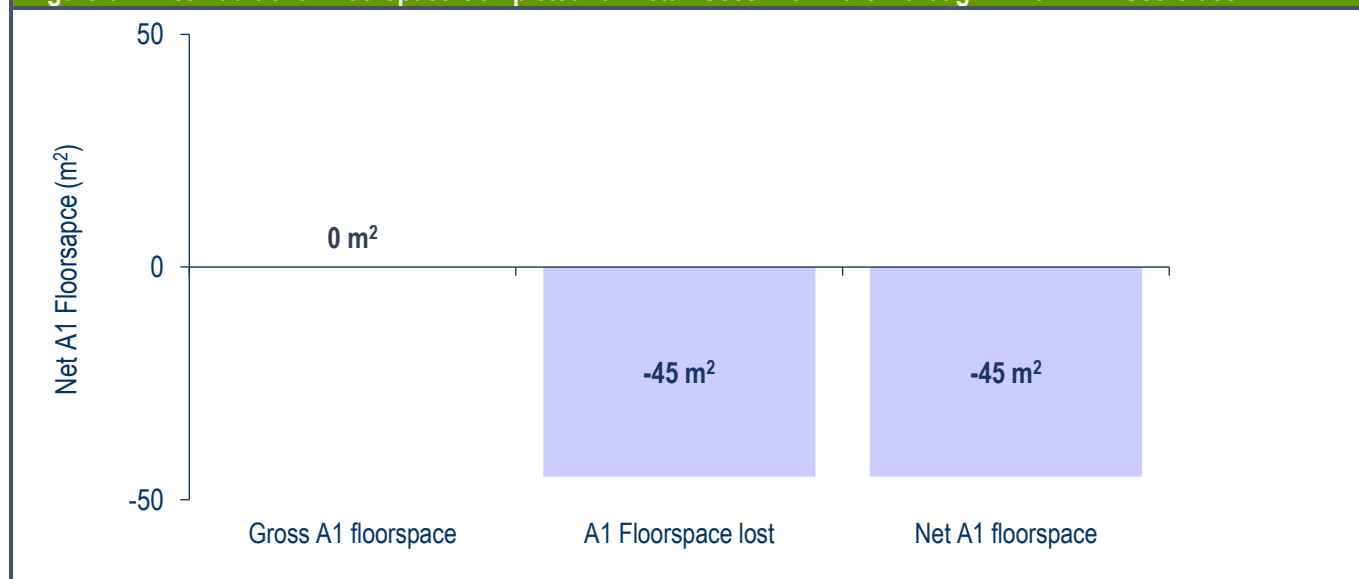 50
0 m²
0
-45 m²
-45 m²
-50
Net A1 Floorsapce (m²)
Gross A1 floorspace
A1 Floorspace lost
Net A1 floorspace